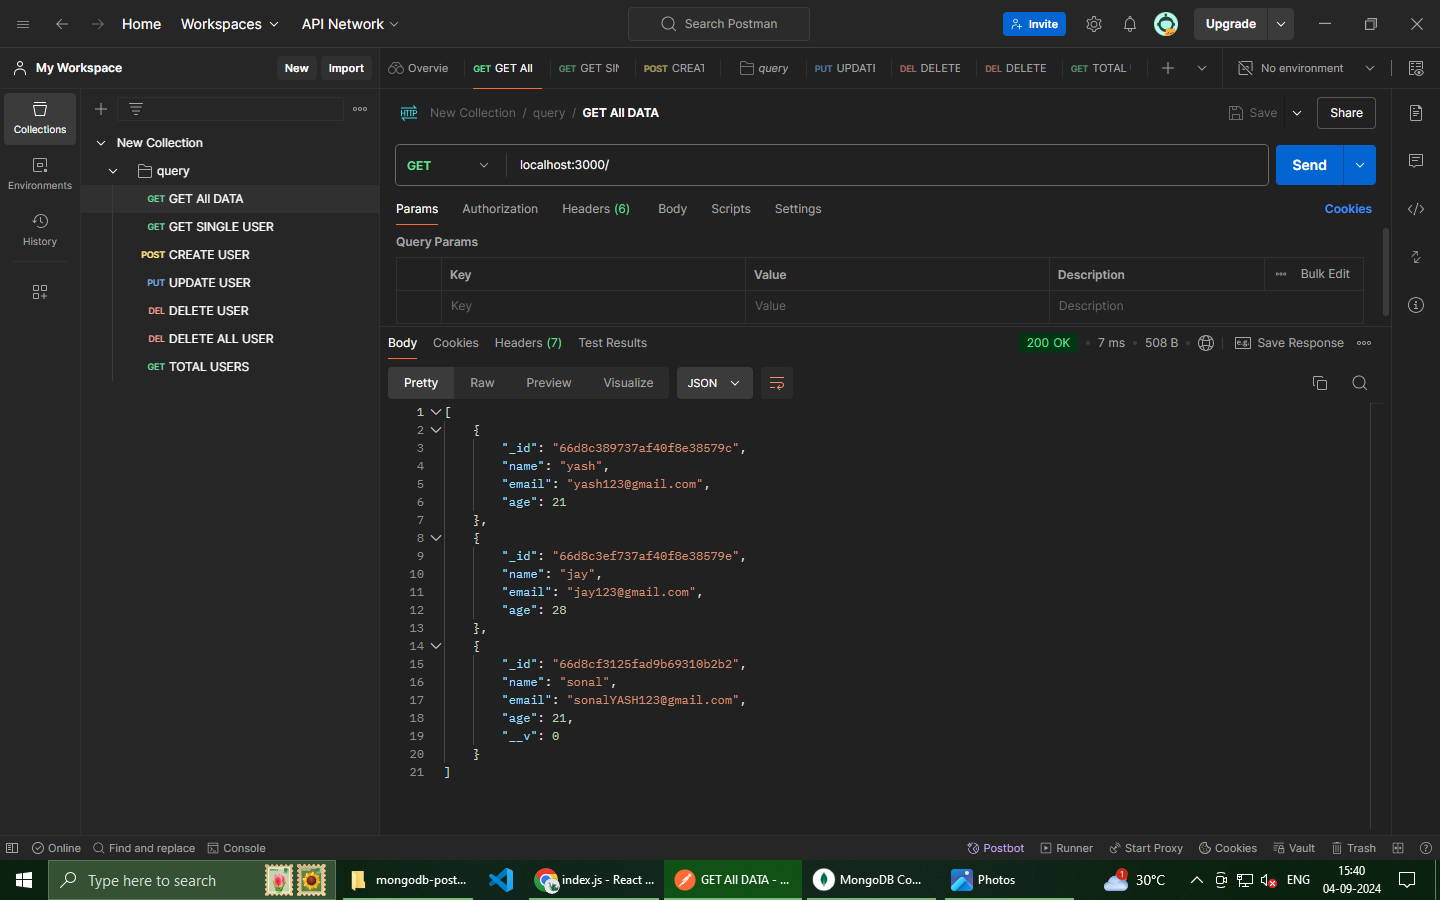 Home Workspaces API Network Search Postman Invite Upgrade
My Workspace New Import Overvie GET GET All GET GET SIN POST CREAT query PUT UPDATI DEL DELETE DEL DELETE GET TOTAL No environment
Collections
Environments
History
New Collection
query
GET GET All DATA
GET GET SINGLE USER
POST CREATE USER
PUT UPDATE USER
DEL DELETE USER
DEL DELETE ALL USER
GET TOTAL USERS
HTTP New Collection / query / GET All DATA Save Share
GET localhost:3000/ Send
Params Authorization Headers (6) Body Scripts Settings Cookies
Query Params
Key Value Description Bulk Edit
Key Value Description
Body Cookies Headers (7) Test Results 200 OK 7 ms 508 B e.g. Save Response
Pretty Raw Preview Visualize JSON
1 [
2 {
3 "_id": "66d8c389737af40f8e38579c",
4 "name": "yash",
5 "email": "yash123@gmail.com",
6 "age": 21
7 },
8 {
9 "_id": "66d8c3ef737af40f8e38579e",
10 "name": "jay",
11 "email": "jay123@gmail.com",
12 "age": 28
13 },
14 {
15 "_id": "66d8cf3125fad9b69310b2b2",
16 "name": "sonal",
17 "email": "sonalYASH123@gmail.com",
18 "age": 21,
19 "__v": 0
20 }
21 ]
Online Find and replace Console Postbot Runner Start Proxy Cookies Vault Trash
Type here to search mongodb-post... index.js - React ... GET All DATA - ... MongoDB Co... Photos 1 30°C ENG 15:40
04-09-2024